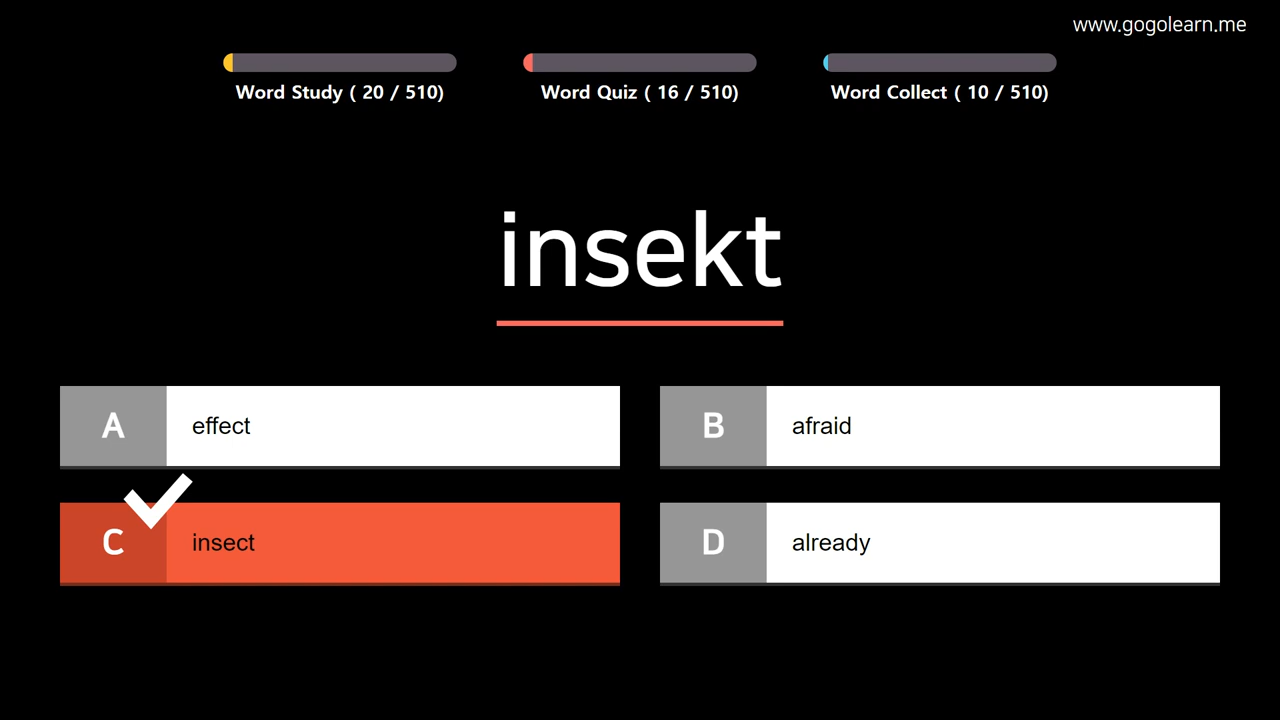 www.gogolearn.me
Word Study ( 20 / 510)
Word Quiz ( 16 / 510)
Word Collect ( 10 / 510)
insekt
A effect
B afraid
C insect
D already